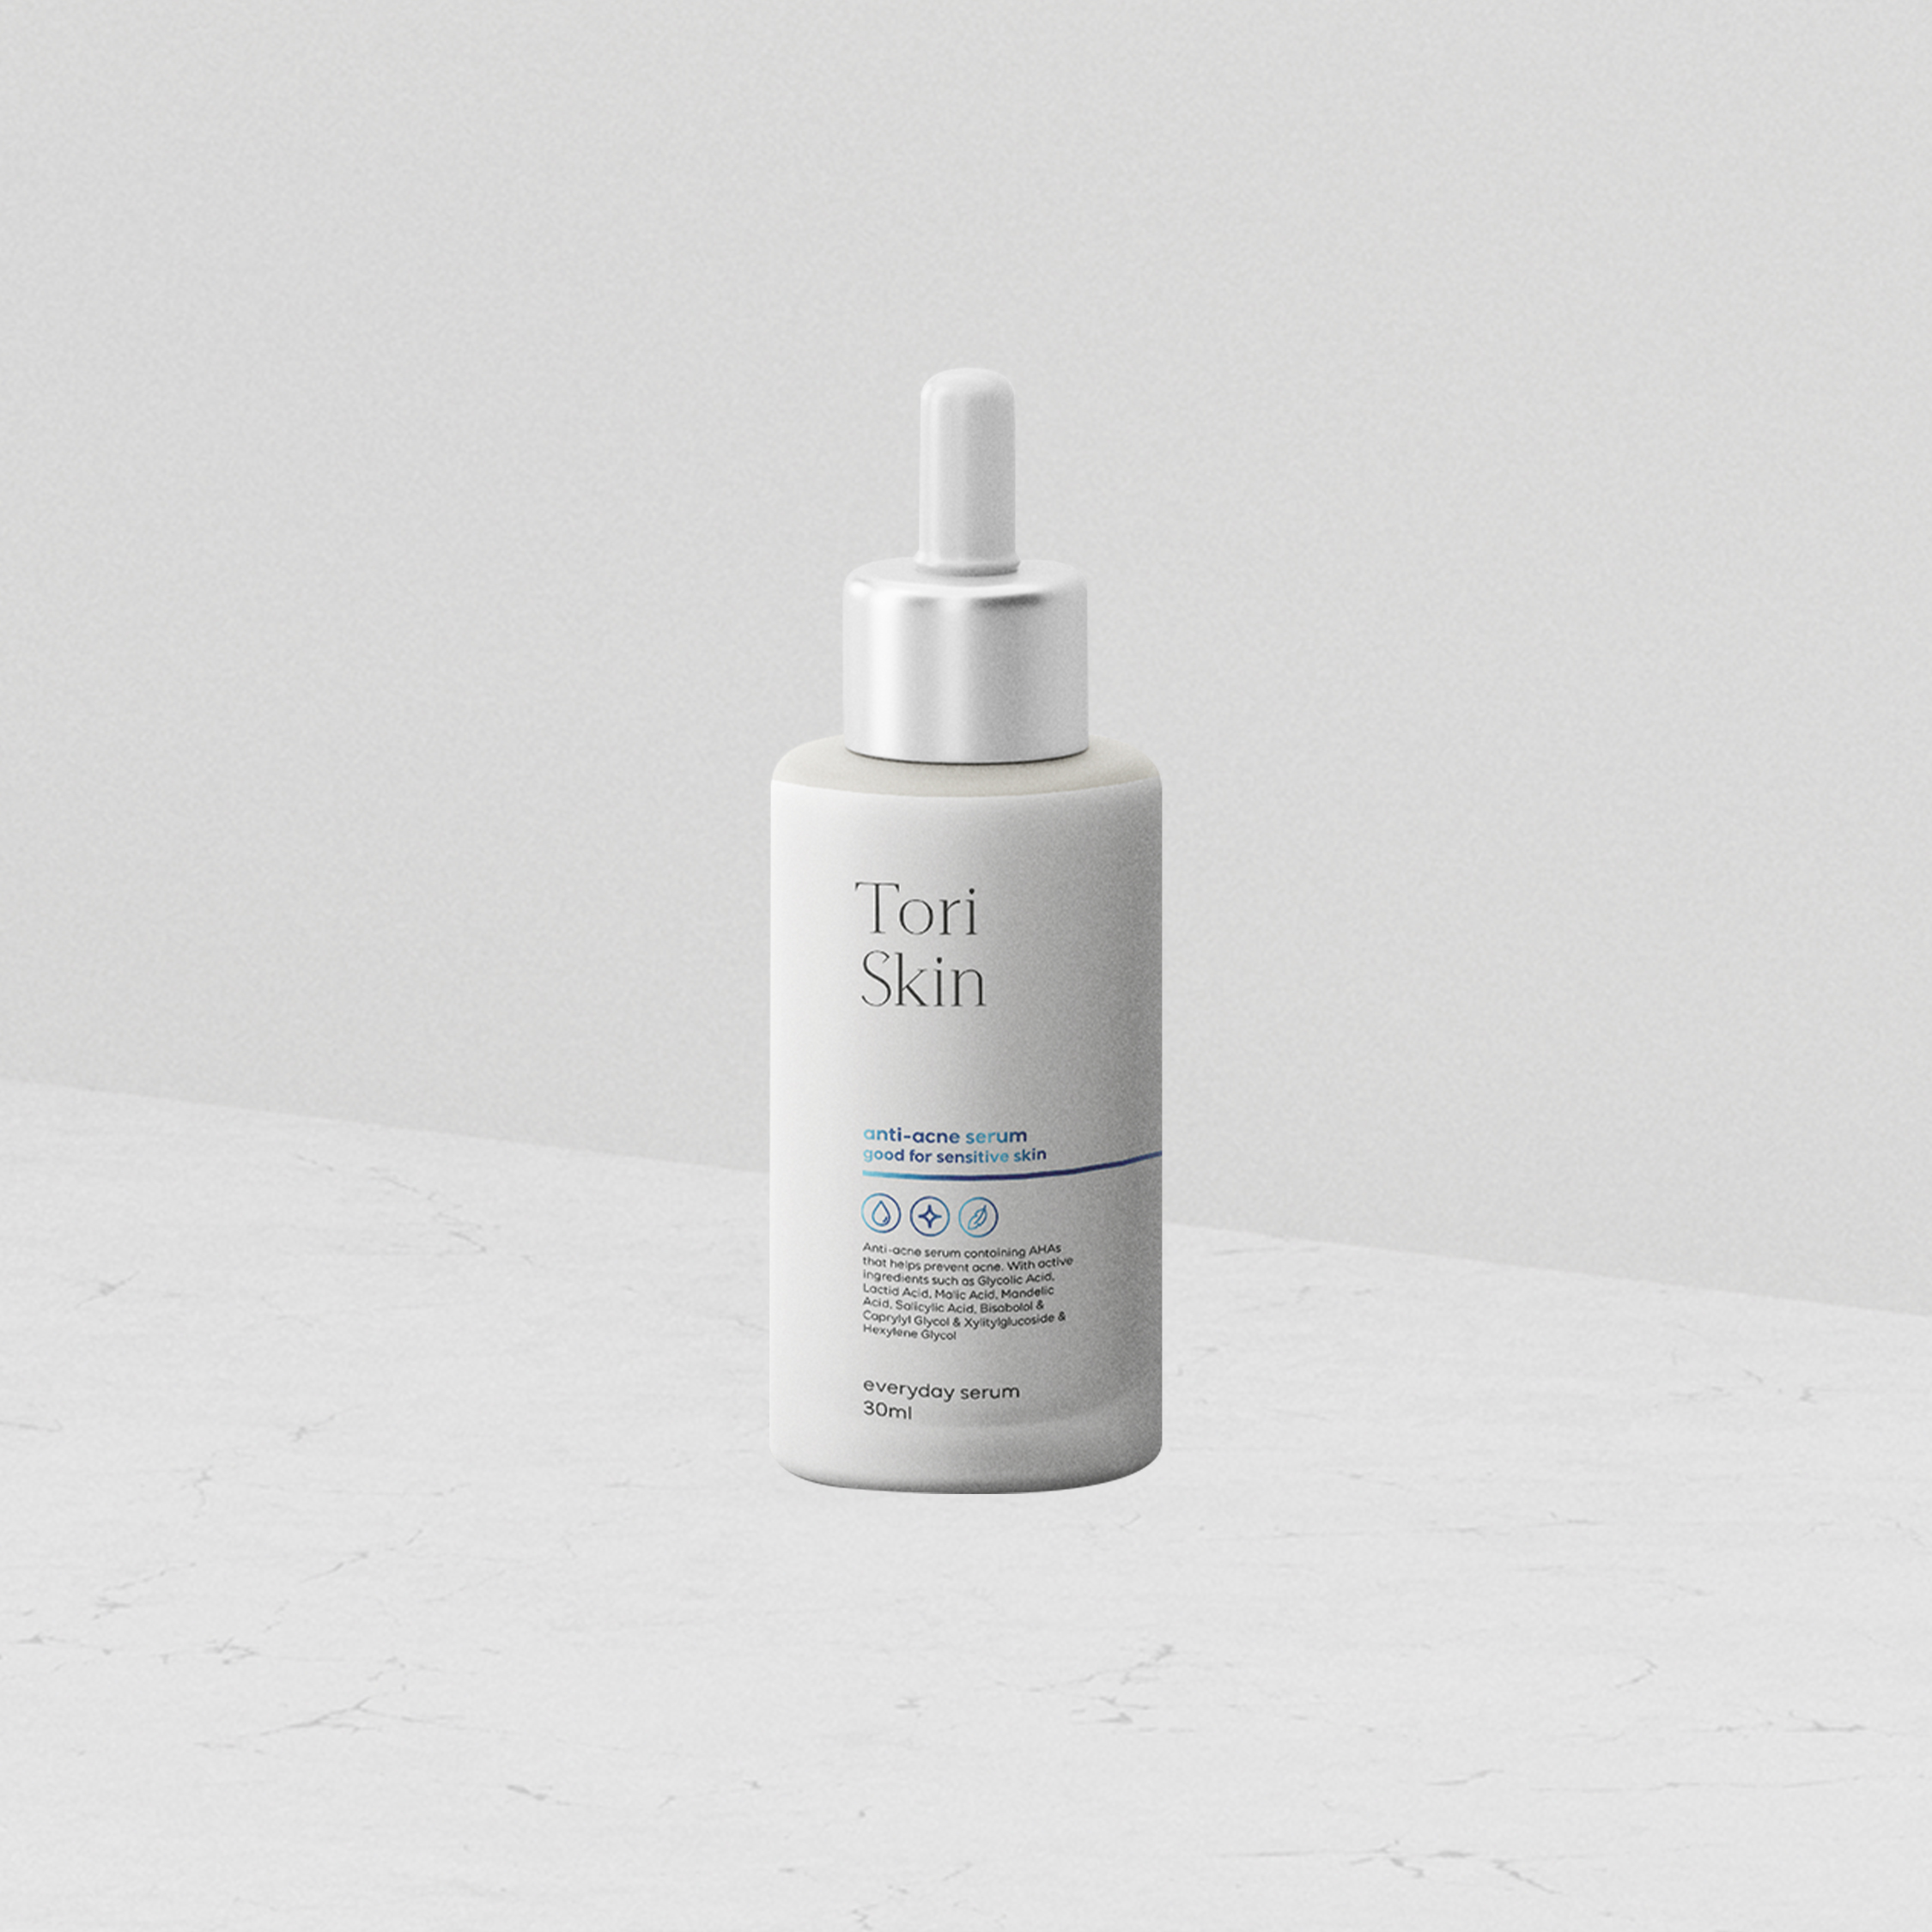 Tori
Skin
anti-acne serum
good for sensitive skin
Anti-acne serum containing AHAs
that helps prevent acne. With active
ingredients such as Glycolic Acid,
Lactid Acid, Malic Acid, Mandelic
Acid, Salicylic Acid, Bisabolol &
Caprylyl Glycol & Xylitylglucoside &
Hexylene Glycol
everyday serum
30ml